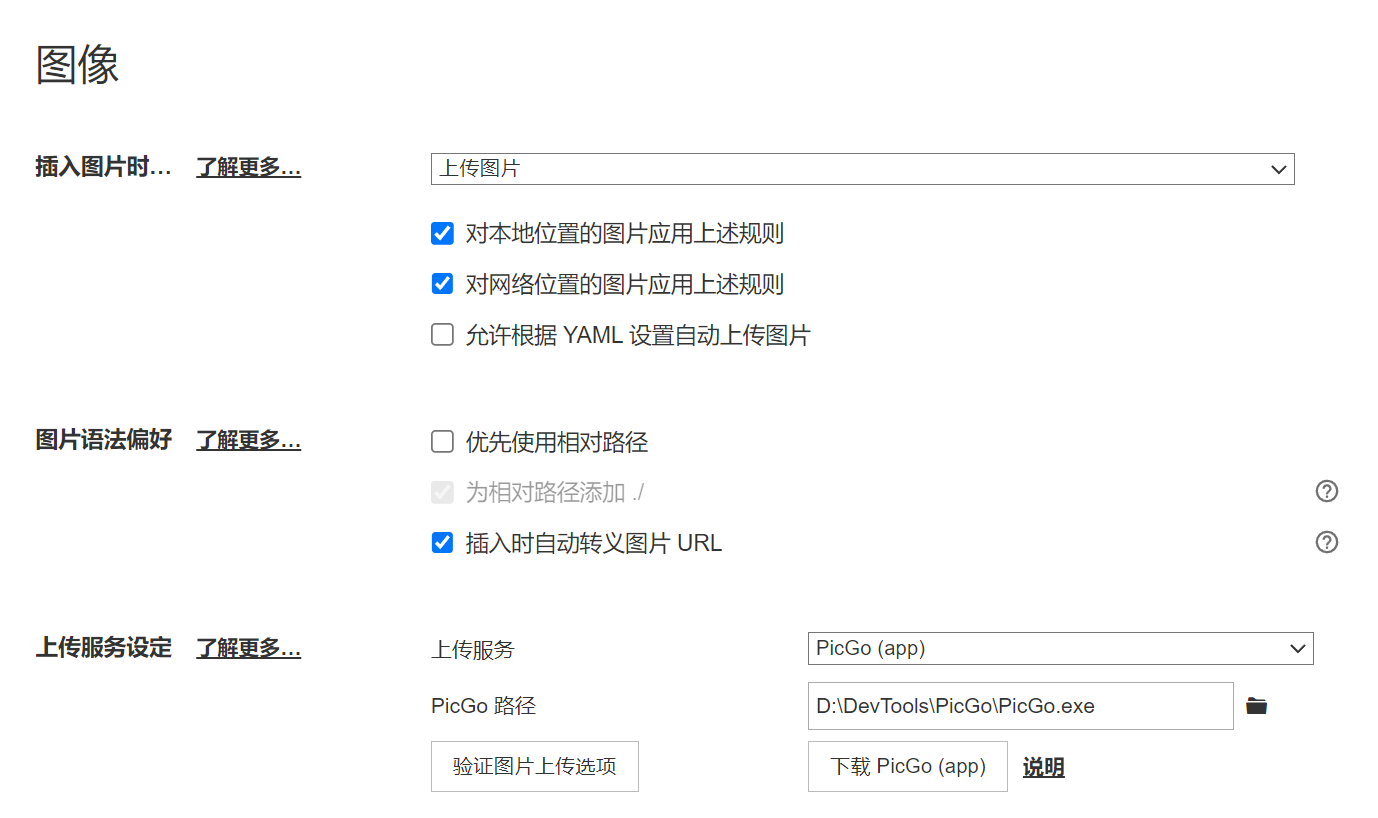 图像
插入图片时… 了解更多… 上传图片
对本地位置的图片应用上述规则
对网络位置的图片应用上述规则
允许根据 YAML 设置自动上传图片
图片语法偏好 了解更多… 优先使用相对路径
为相对路径添加 ./
插入时自动转义图片 URL
上传服务设定 了解更多… 上传服务 PicGo (app)
PicGo 路径 D:\DevTools\PicGo\PicGo.exe
验证图片上传选项 下载 PicGo (app) 说明